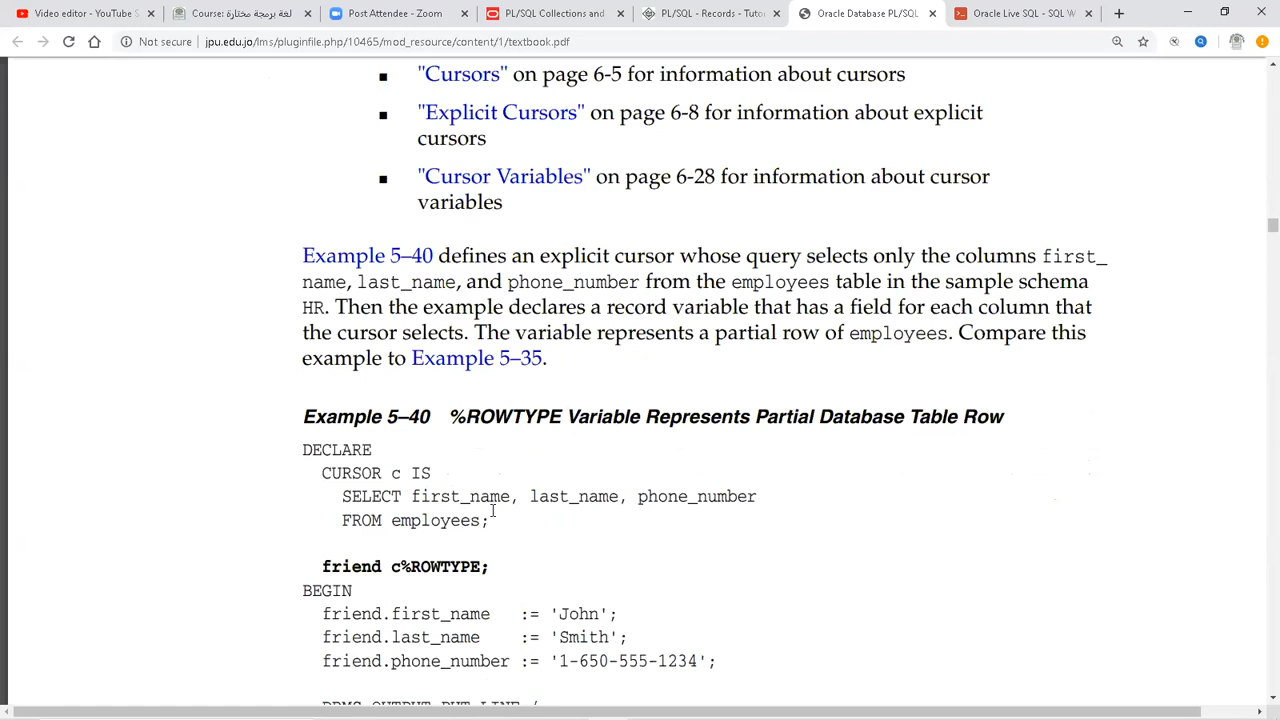 Video editor - YouTube S
Course: لغة برمجة مختارة
Post Attendee - Zoom
PL/SQL Collections and
PL/SQL - Records - Tuto
Oracle Database PL/SQL
Oracle Live SQL - SQL W
Not secure | jpu.edu.jo/lms/pluginfile.php/10465/mod_resource/content/1/textbook.pdf
■ "Cursors" on page 6-5 for information about cursors
■ "Explicit Cursors" on page 6-8 for information about explicit
cursors
■ "Cursor Variables" on page 6-28 for information about cursor
variables
Example 5–40 defines an explicit cursor whose query selects only the columns first_
name, last_name, and phone_number from the employees table in the sample schema
HR. Then the example declares a record variable that has a field for each column that
the cursor selects. The variable represents a partial row of employees. Compare this
example to Example 5–35.
Example 5–40 %ROWTYPE Variable Represents Partial Database Table Row
DECLARE
CURSOR c IS
SELECT first_name, last_name, phone_number
FROM employees;
friend c%ROWTYPE;
BEGIN
friend.first_name := 'John';
friend.last_name := 'Smith';
friend.phone_number := '1-650-555-1234';
DBMS_OUTPUT.PUT_LINE (